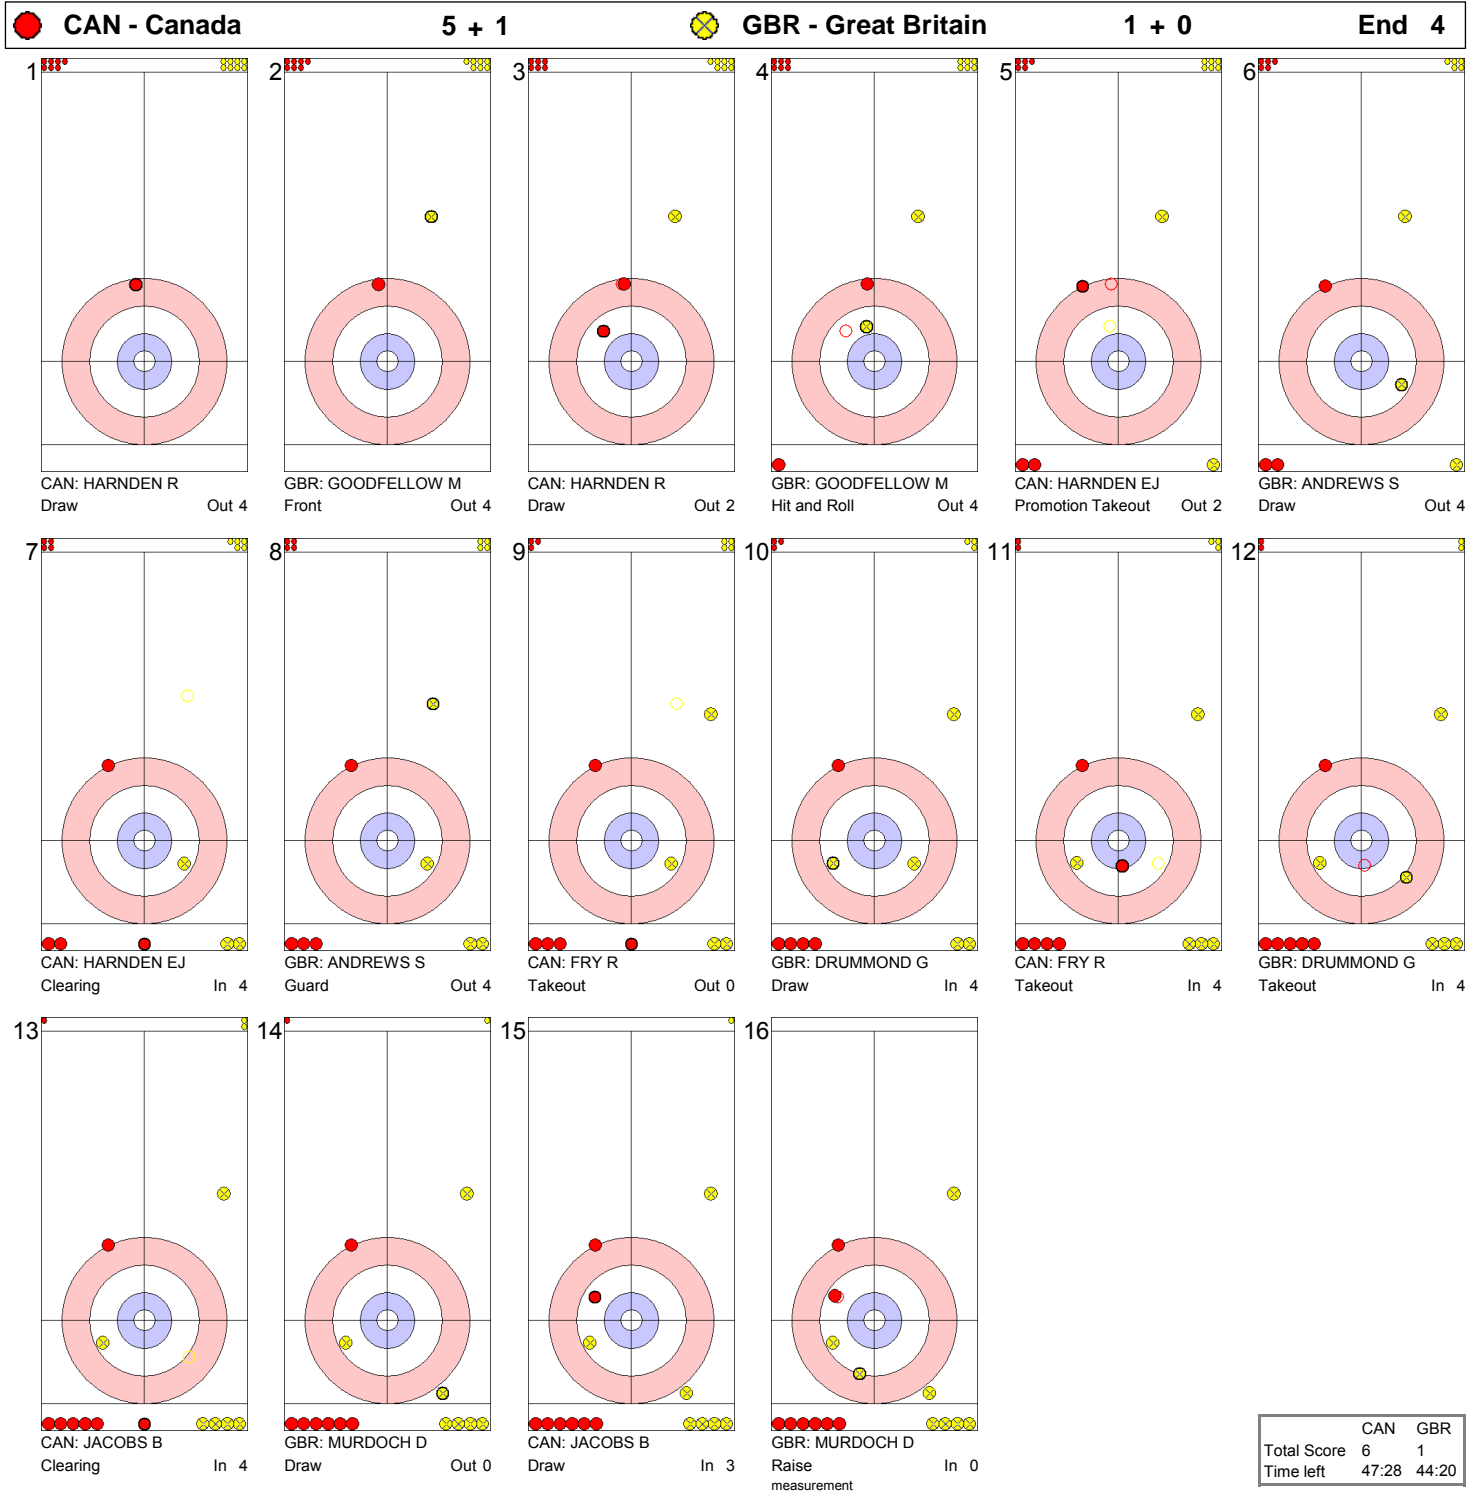 CAN - Canada 5 + 1 GBR - Great Britain 1 + 0 End 4
1 2 3 4 5 6
CAN: HARNDEN R GBR: GOODFELLOW M CAN: HARNDEN R GBR: GOODFELLOW M CAN: HARNDEN EJ GBR: ANDREWS S
Draw Out 4 Front Out 4 Draw Out 2 Hit and Roll Out 4 Promotion Takeout Out 2 Draw Out 4
7 8 9 10 11 12
CAN: HARNDEN EJ GBR: ANDREWS S CAN: FRY R GBR: DRUMMOND G CAN: FRY R GBR: DRUMMOND G
Clearing In 4 Guard Out 4 Takeout Out 0 Draw In 4 Takeout In 4 Takeout In 4
13 14 15 16
CAN: JACOBS B GBR: MURDOCH D CAN: JACOBS B GBR: MURDOCH D
Clearing In 4 Draw Out 0 Draw In 3 Raise In 0
measurement
CAN GBR
Total Score 6 1
Time left 47:28 44:20